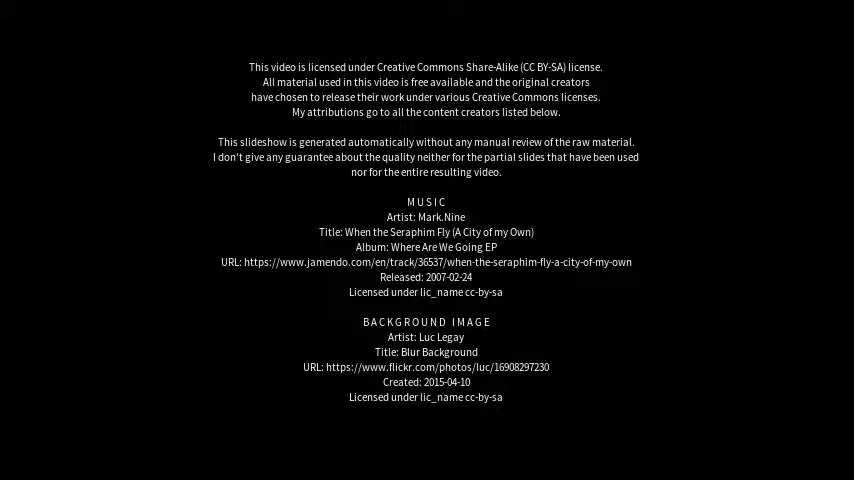 This video is licensed under Creative Commons Share-Alike (CC BY-SA) license.
All material used in this video is free available and the original creators
have chosen to release their work under various Creative Commons licenses.
My attributions go to all the content creators listed below.
This slideshow is generated automatically without any manual review of the raw material.
I don't give any guarantee about the quality neither for the partial slides that have been used
nor for the entire resulting video.
MUSIC
Artist: Mark.Nine
Title: When the Seraphim Fly (A City of my Own)
Album: Where Are We Going EP
URL: https://www.jamendo.com/en/track/36537/when-the-seraphim-fly-a-city-of-my-own
Released: 2007-02-24
Licensed under lic_name cc-by-sa
BACKGROUND IMAGE
Artist: Luc Legay
Title: Blur Background
URL: https://www.flickr.com/photos/luc/16908297230
Created: 2015-04-10
Licensed under lic_name cc-by-sa